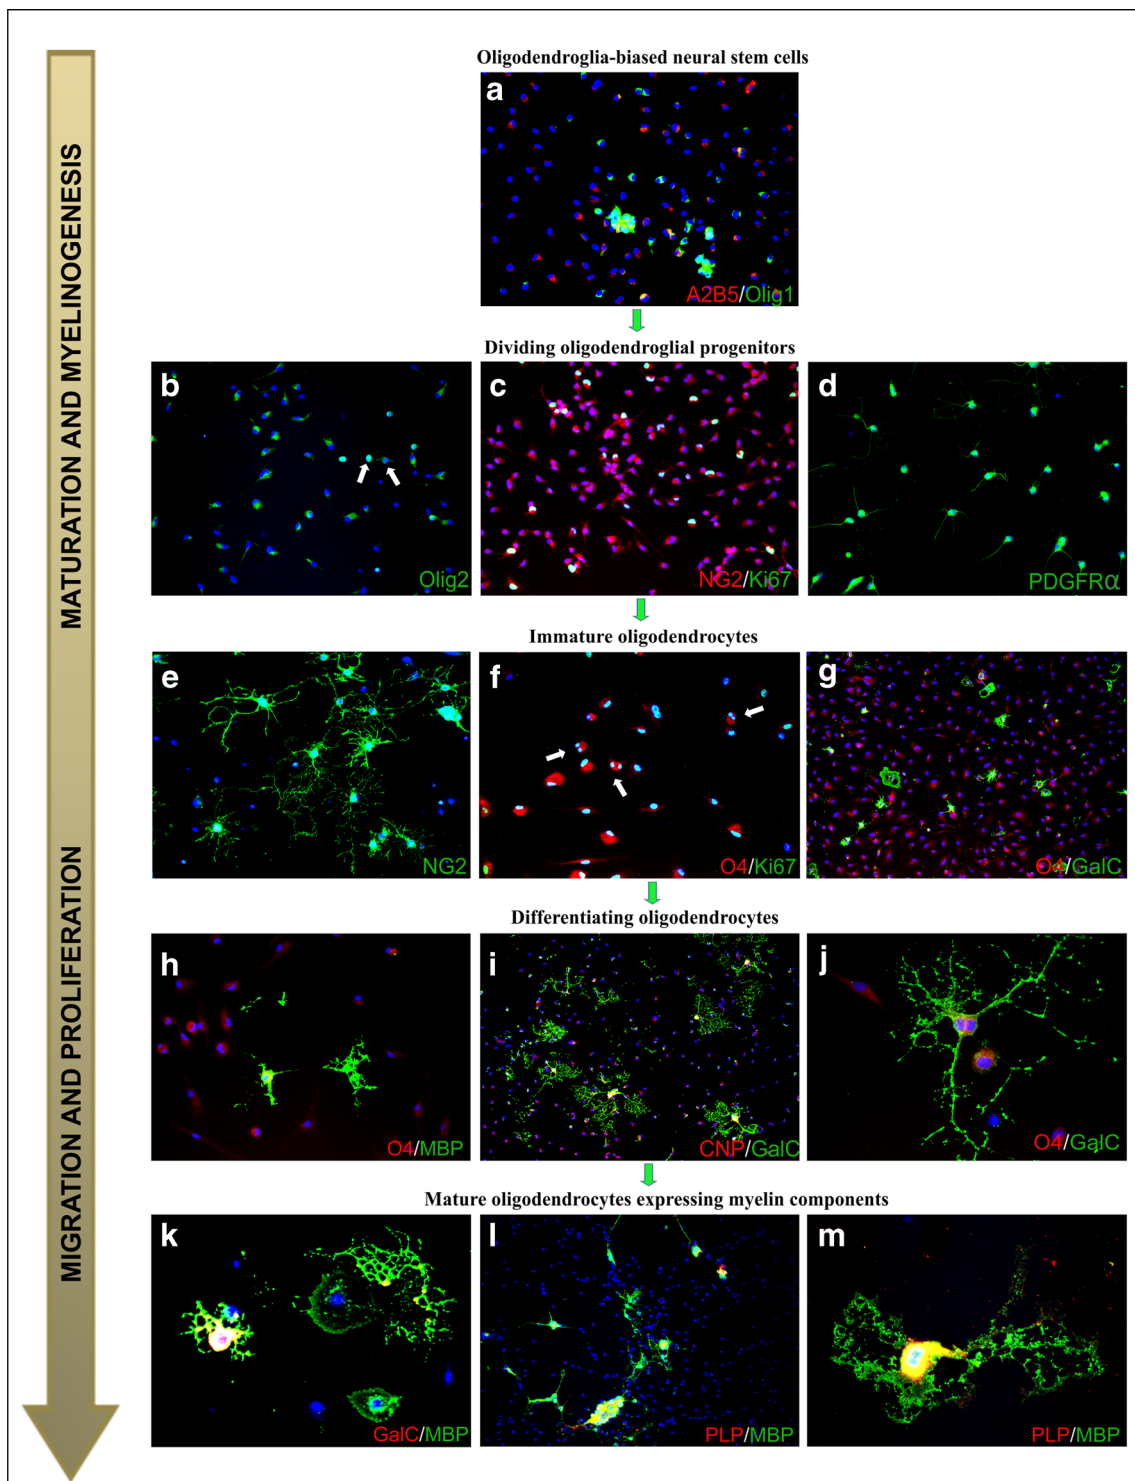 MATURATION AND MYELINOGENESIS
MIGRATION AND PROLIFERATION
Oligodendroglia-biased neural stem cells
a
A2B5/Olig1
Dividing oligodendroglial progenitors
b
Olig2
c
NG2/Ki67
d
PDGFRα
Immature oligodendrocytes
e
NG2
f
O4/Ki67
g
O4/GalC
Differentiating oligodendrocytes
h
O4/MBP
i
CNP/GalC
j
O4/GalC
Mature oligodendrocytes expressing myelin components
k
GalC/MBP
l
PLP/MBP
m
PLP/MBP